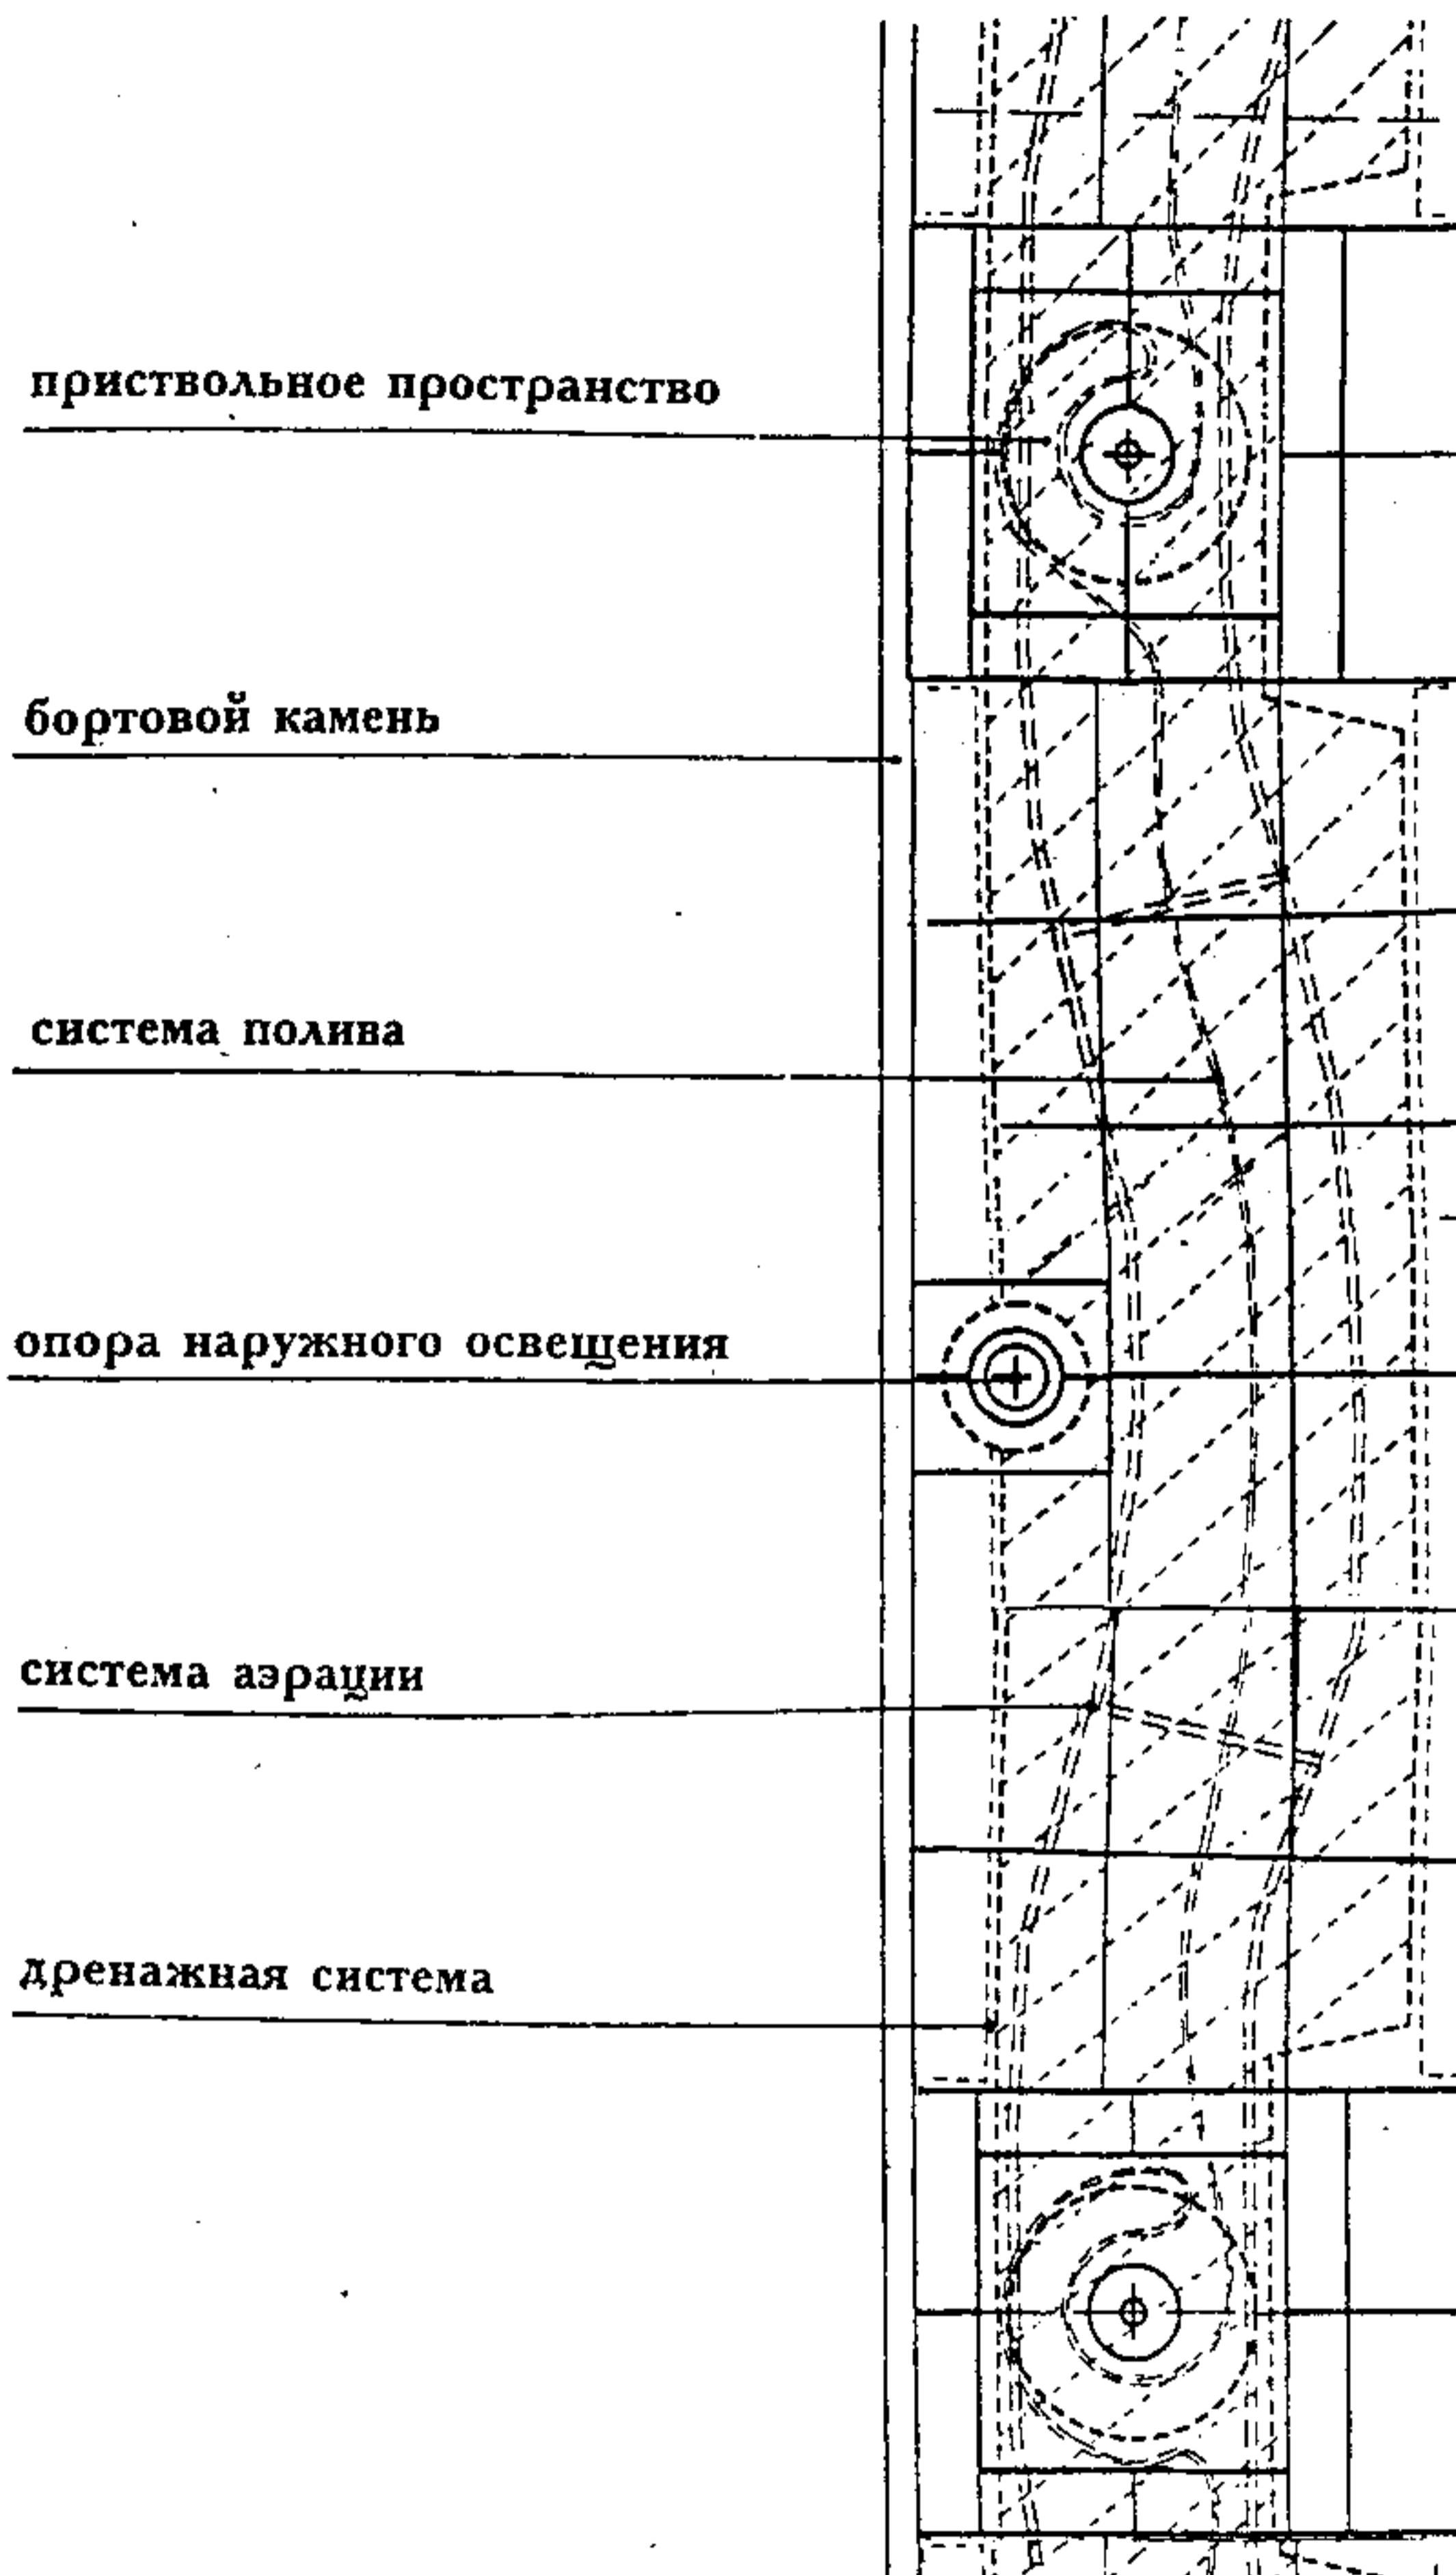 приствольное пространство
бортовой камень
система полива
опора наружного освещения
система аэрации
дренажная система